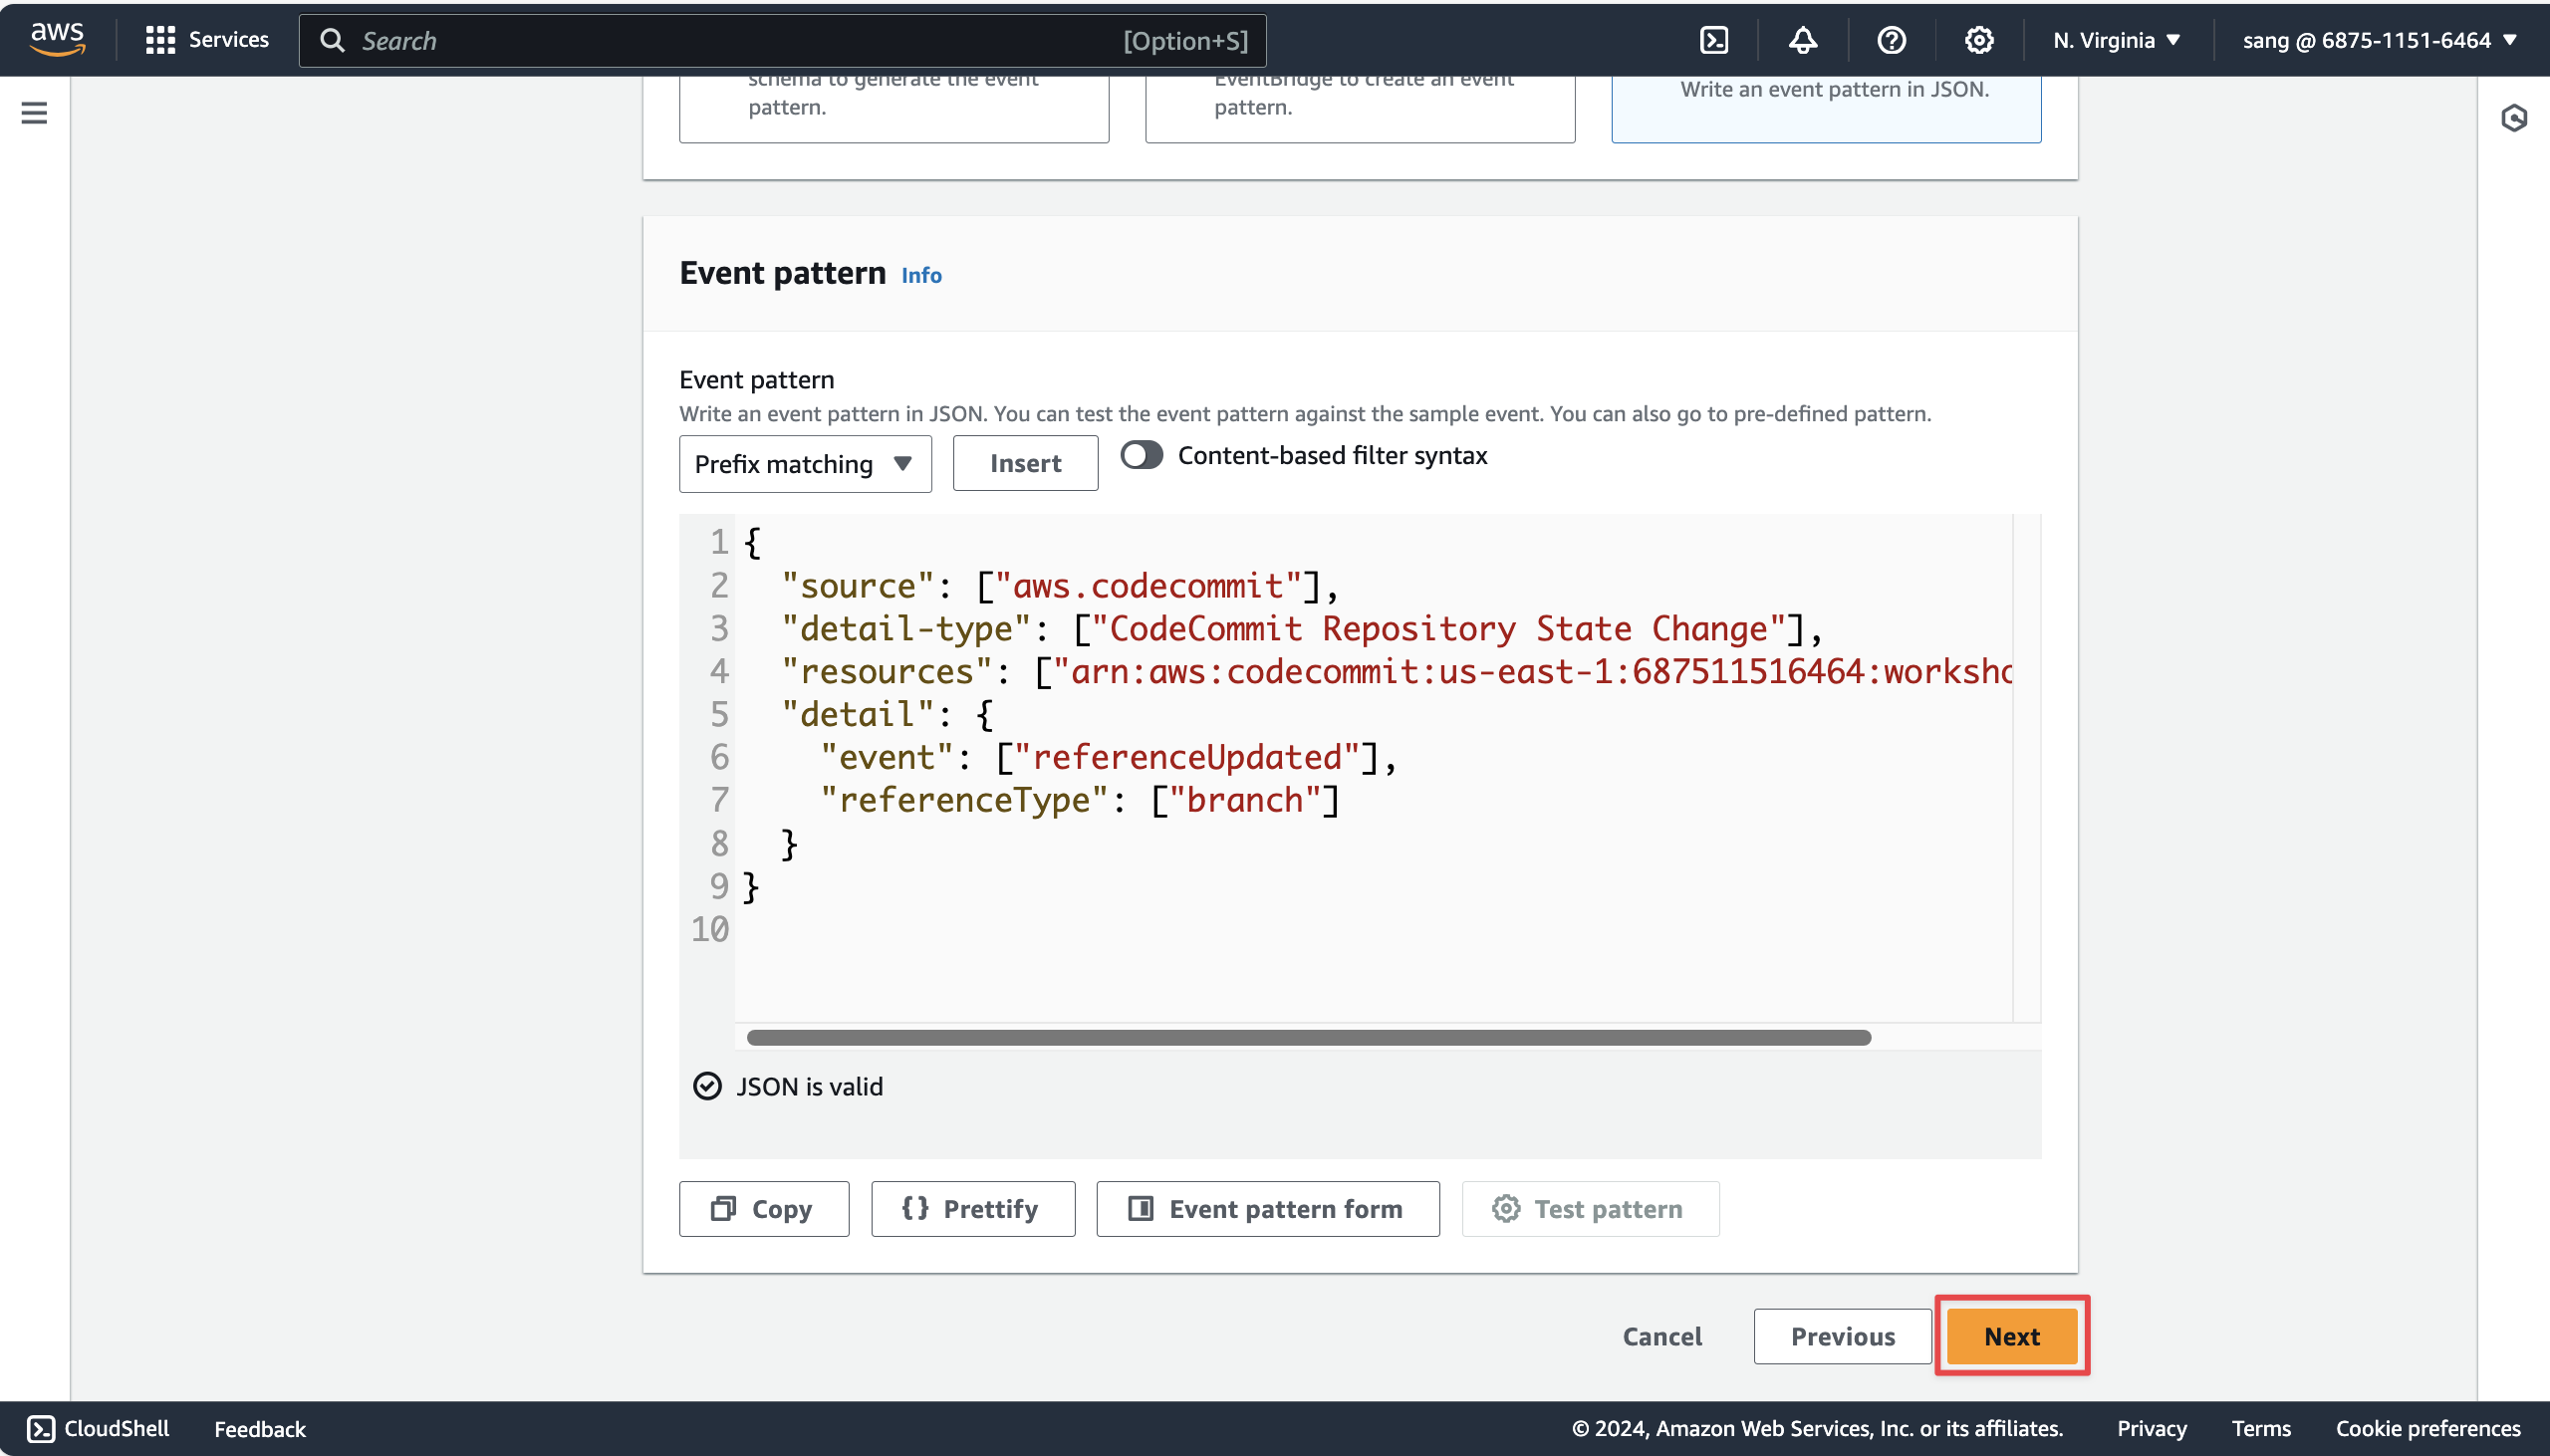 aws Services Search [Option+S] N. Virginia sang @ 6875-1151-6464
schema to generate the event
pattern.
EventBridge to create an event
pattern.
Write an event pattern in JSON.
Event pattern Info
Event pattern
Write an event pattern in JSON. You can test the event pattern against the sample event. You can also go to pre-defined pattern.
Prefix matching Insert Content-based filter syntax
1 {
2 "source": ["aws.codecommit"],
3 "detail-type": ["CodeCommit Repository State Change"],
4 "resources": ["arn:aws:codecommit:us-east-1:687511516464:worksho
5 "detail": {
6 "event": ["referenceUpdated"],
7 "referenceType": ["branch"]
8 }
9 }
10
JSON is valid
Copy {} Prettify Event pattern form Test pattern
Cancel Previous Next
CloudShell Feedback © 2024, Amazon Web Services, Inc. or its affiliates. Privacy Terms Cookie preferences